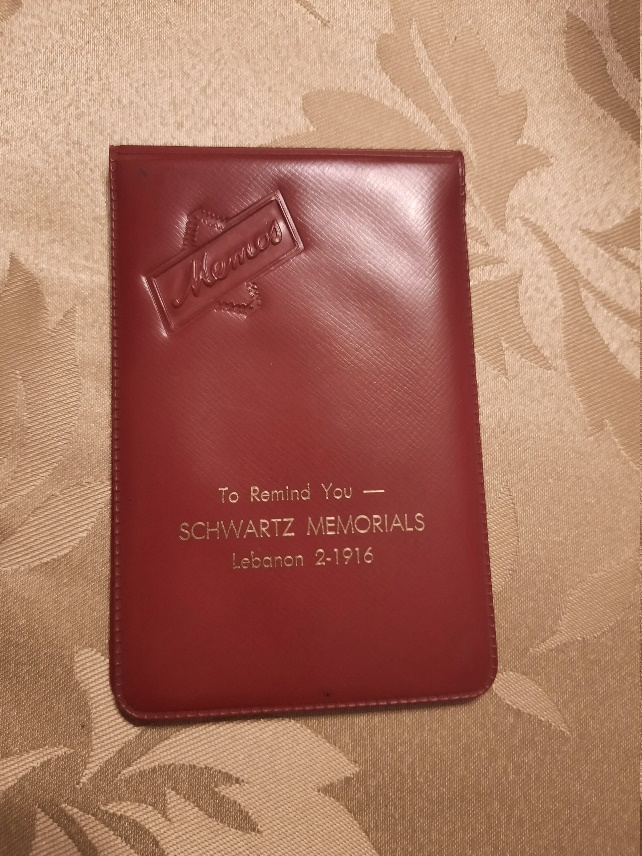 Memos
To Remind You —
SCHWARTZ MEMORIALS
Lebanon 2-1916